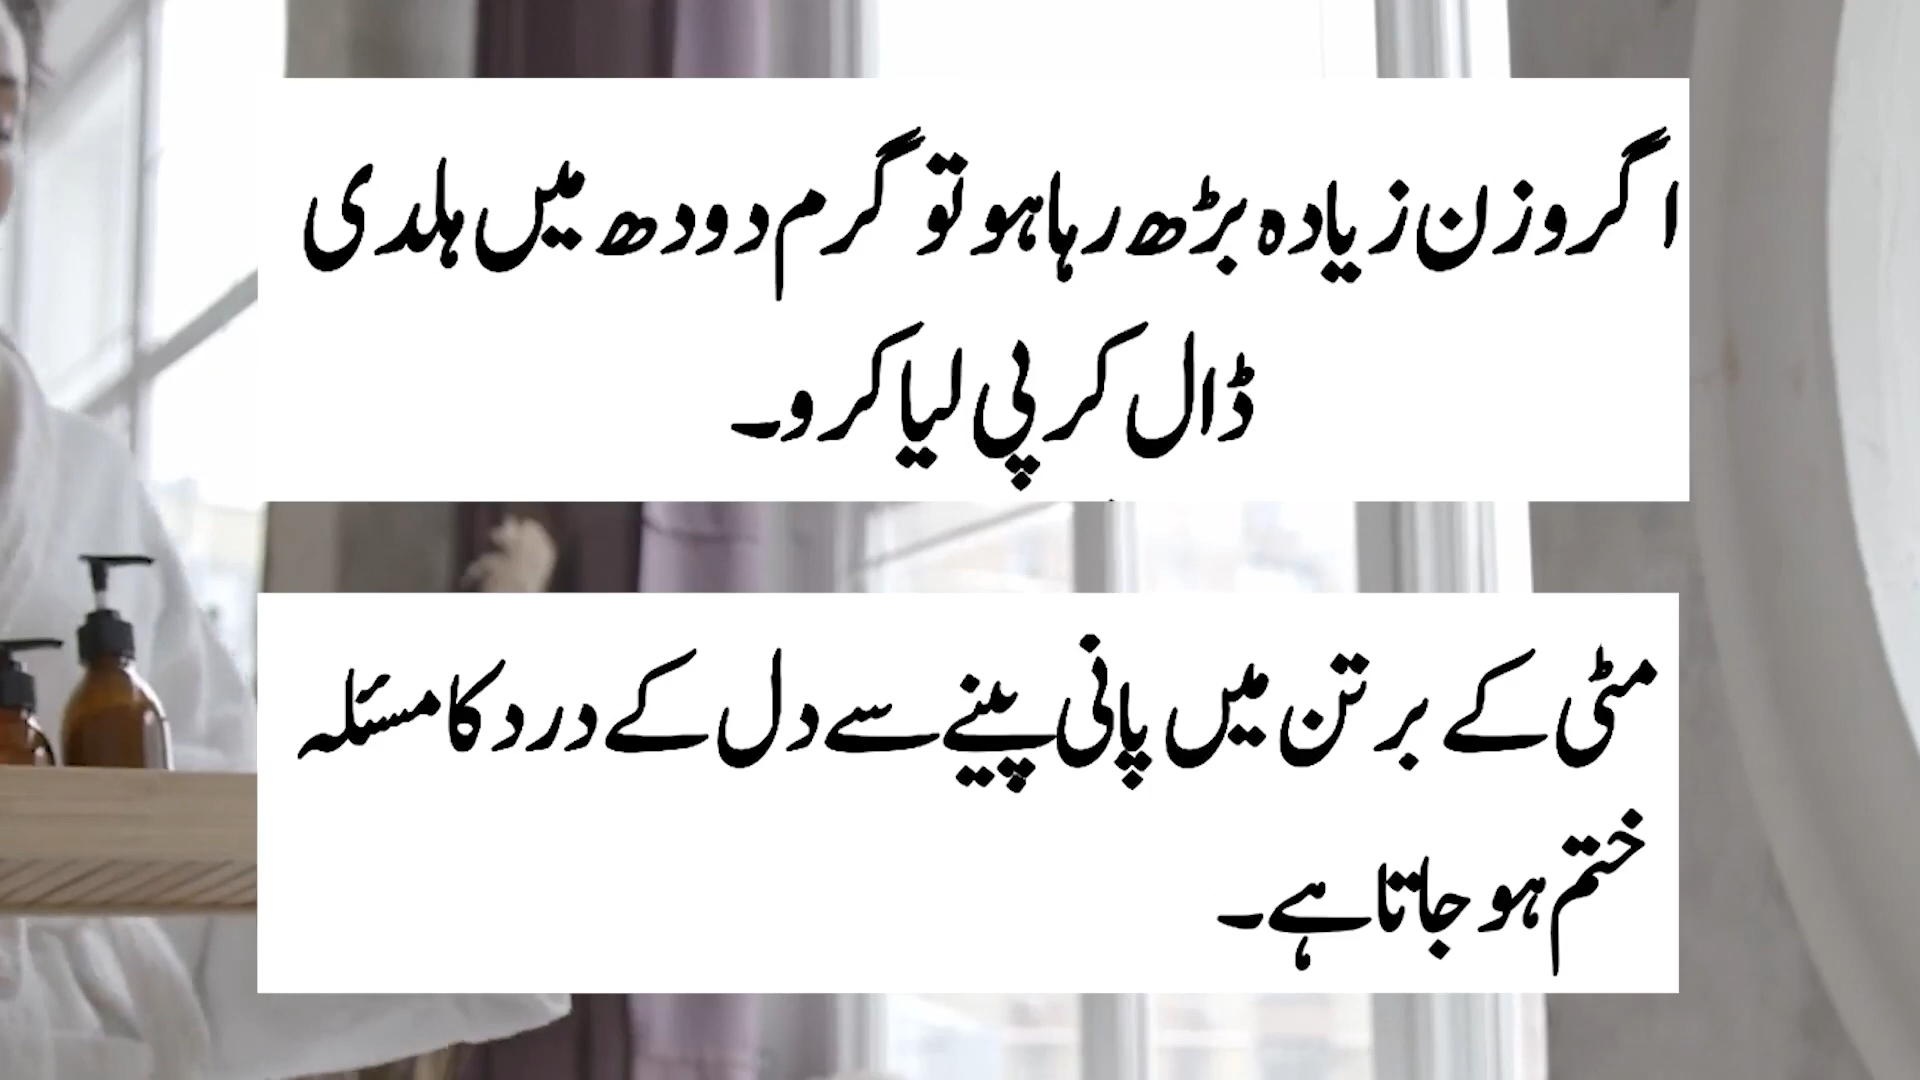 اگر وزن زیادہ بڑھ رہا ہو تو گرم دودھ میں ہلدی
ڈال کر پی لیا کرو۔
مٹی کے برتن میں پانی پینے سے دل کے درد کا مسئلہ
ختم ہو جاتا ہے۔